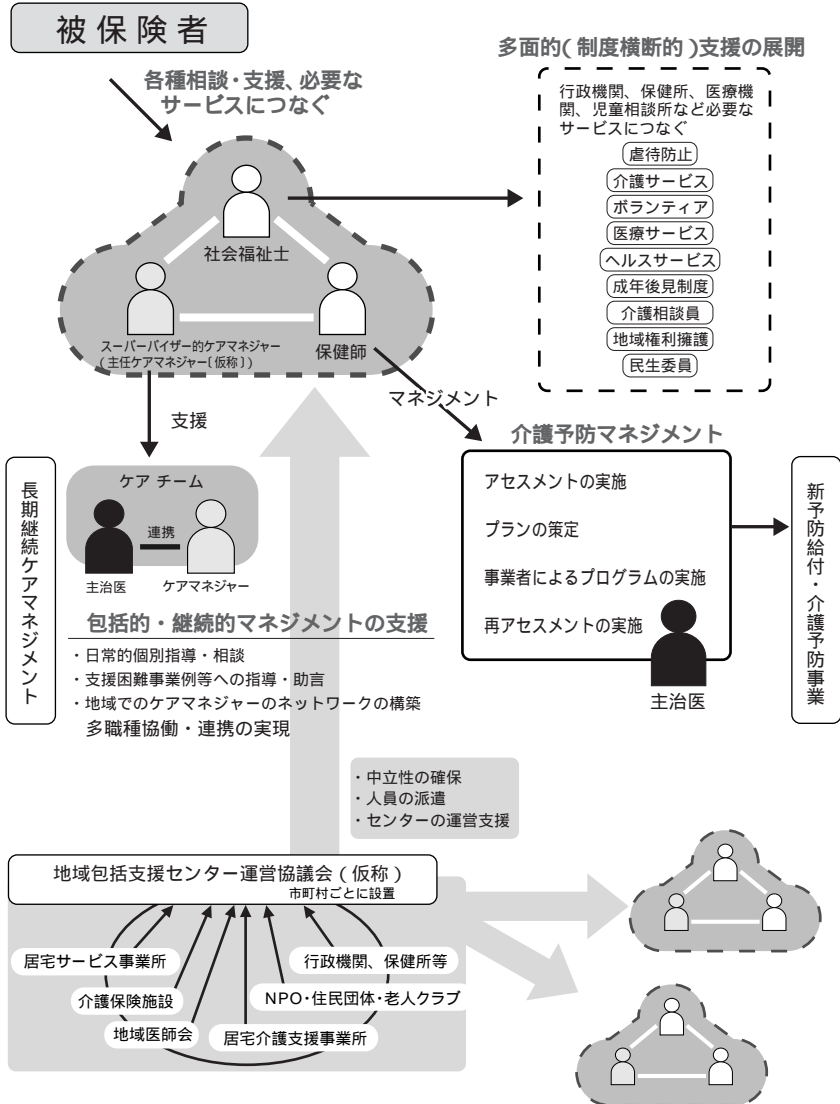 被保険者
各種相談・支援、必要な
サービスにつなぐ
社会福祉士
スーパーバイザー的ケアマネジャー
(主任ケアマネジャー〔仮称〕)
保健師
多面的(制度横断的)支援の展開
行政機関、保健所、医療機
関、児童相談所など必要な
サービスにつなぐ
虐待防止
介護サービス
ボランティア
医療サービス
ヘルスサービス
成年後見制度
介護相談員
地域権利擁護
民生委員
支援
マネジメント
長期継続ケアマネジメント
ケア チーム
連携
主治医
ケアマネジャー
包括的・継続的マネジメントの支援
・日常的個別指導・相談
・支援困難事業例等への指導・助言
・地域でのケアマネジャーのネットワークの構築
多職種協働・連携の実現
介護予防マネジメント
アセスメントの実施
プランの策定
事業者によるプログラムの実施
再アセスメントの実施
主治医
新予防給付・介護予防事業
・中立性の確保
・人員の派遣
・センターの運営支援
地域包括支援センター運営協議会(仮称)
市町村ごとに設置
居宅サービス事業所
行政機関、保健所等
介護保険施設
NPO・住民団体・老人クラブ
地域医師会
居宅介護支援事業所